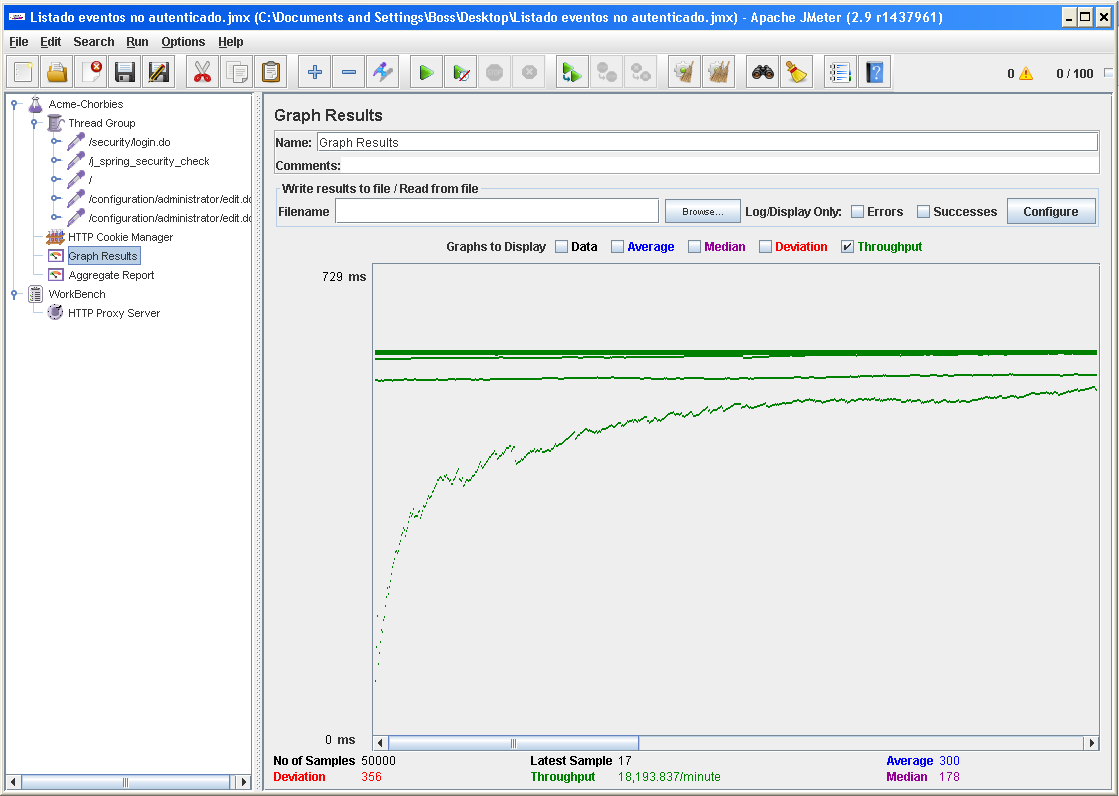 Listado eventos no autenticado.jmx (C:\Documents and Settings\Boss\Desktop\Listado eventos no autenticado.jmx) - Apache JMeter (2.9 r1437961)
File Edit Search Run Options Help
0 0 / 100
Acme-Chorbies
Thread Group
/security/login.do
/j_spring_security_check
/
/configuration/administrator/edit.do
/configuration/administrator/edit.do
HTTP Cookie Manager
Graph Results
Aggregate Report
WorkBench
HTTP Proxy Server
Graph Results
Name: Graph Results
Comments:
Write results to file / Read from file
Filename Browse... Log/Display Only: Errors Successes Configure
Graphs to Display Data Average Median Deviation Throughput
729 ms
0 ms
No of Samples 50000 Latest Sample 17 Average 300
Deviation 356 Throughput 18,193.837/minute Median 178